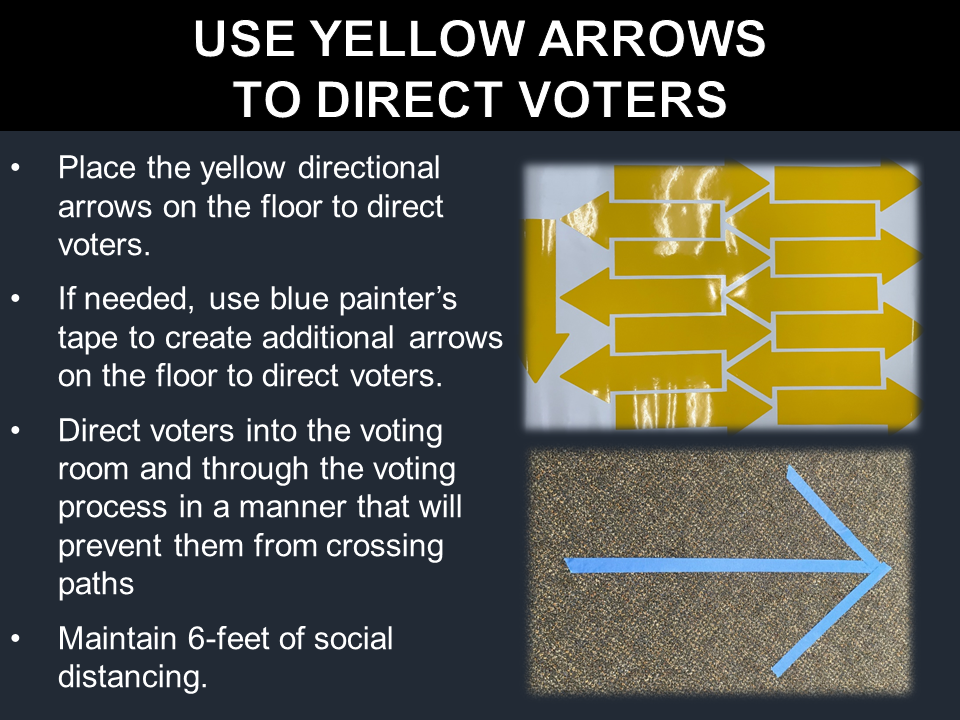 USE YELLOW ARROWS
TO DIRECT VOTERS
• Place the yellow directional
arrows on the floor to direct
voters.
• If needed, use blue painter’s
tape to create additional arrows
on the floor to direct voters.
• Direct voters into the voting
room and through the voting
process in a manner that will
prevent them from crossing
paths
• Maintain 6-feet of social
distancing.